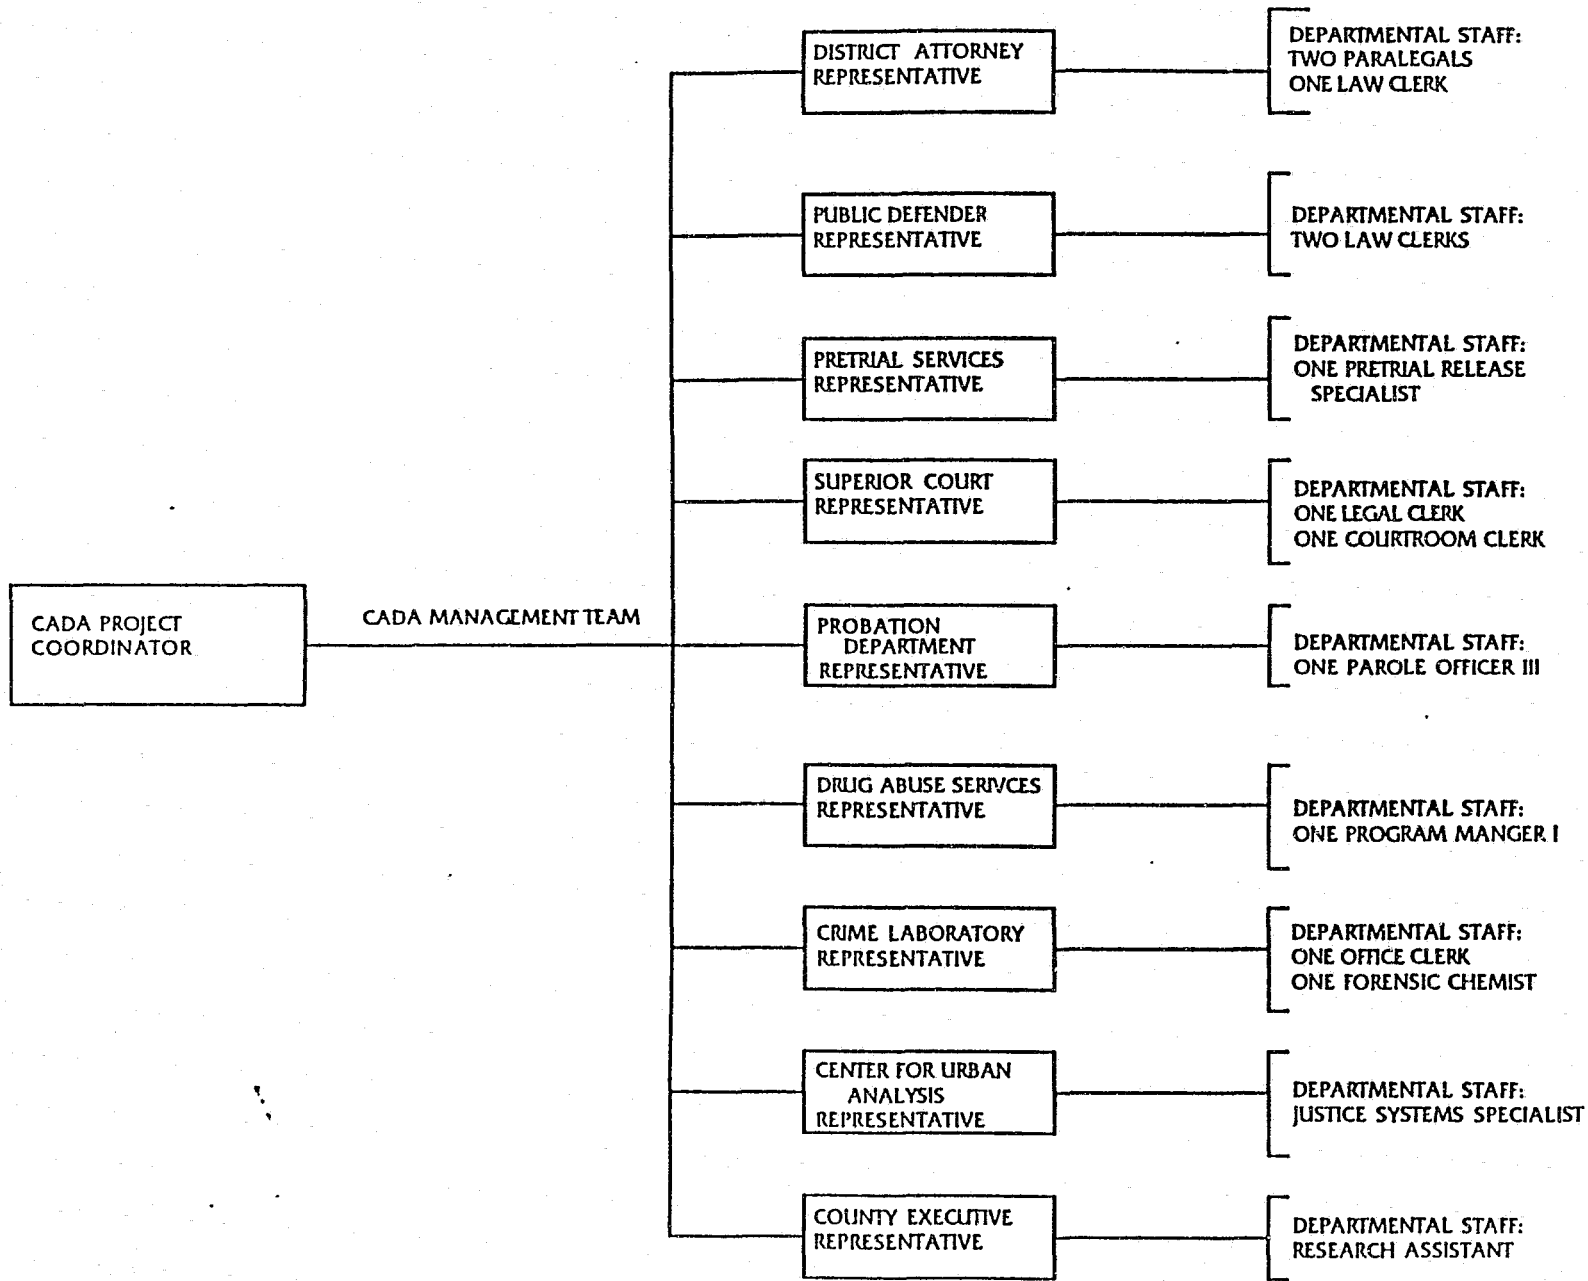 CADA PROJECT
COORDINATOR
CADA MANAGEMENT TEAM
DISTRICT ATTORNEY
REPRESENTATIVE
DEPARTMENTAL STAFF:
TWO PARALEGALS
ONE LAW CLERK
PUBLIC DEFENDER
REPRESENTATIVE
DEPARTMENTAL STAFF:
TWO LAW CLERKS
PRETRIAL SERVICES
REPRESENTATIVE
DEPARTMENTAL STAFF:
ONE PRETRIAL RELEASE
SPECIALIST
SUPERIOR COURT
REPRESENTATIVE
DEPARTMENTAL STAFF:
ONE LEGAL CLERK
ONE COURTROOM CLERK
PROBATION
DEPARTMENT
REPRESENTATIVE
DEPARTMENTAL STAFF:
ONE PAROLE OFFICER III
DRUG ABUSE SERIVCES
REPRESENTATIVE
DEPARTMENTAL STAFF:
ONE PROGRAM MANGER I
CRIME LABORATORY
REPRESENTATIVE
DEPARTMENTAL STAFF:
ONE OFFICE CLERK
ONE FORENSIC CHEMIST
CENTER FOR URBAN
ANALYSIS
REPRESENTATIVE
DEPARTMENTAL STAFF:
JUSTICE SYSTEMS SPECIALIST
COUNTY EXECUTIVE
REPRESENTATIVE
DEPARTMENTAL STAFF:
RESEARCH ASSISTANT